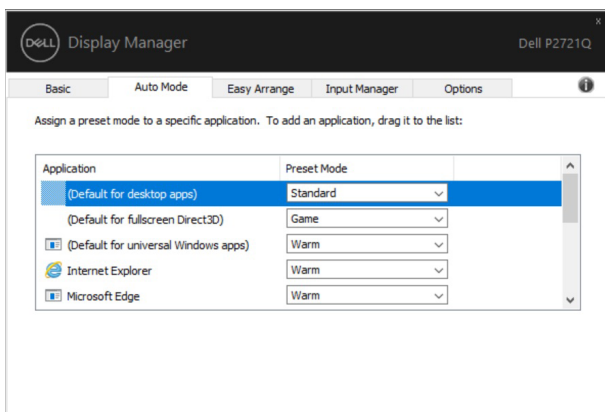 x
DELL Display Manager Dell P2721Q
Basic Auto Mode Easy Arrange Input Manager Options i
Assign a preset mode to a specific application. To add an application, drag it to the list:
Application Preset Mode
(Default for desktop apps) Standard
(Default for fullscreen Direct3D) Game
(Default for universal Windows apps) Warm
Internet Explorer Warm
Microsoft Edge Warm